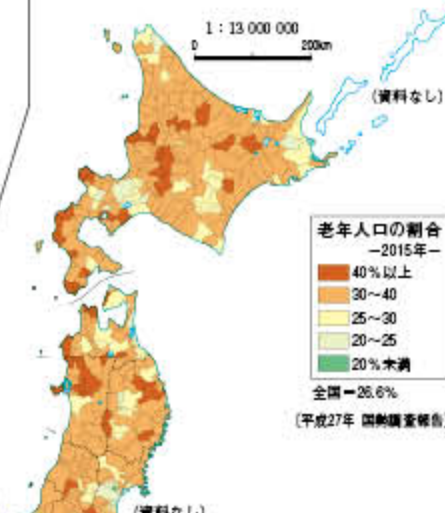 1:13 000 000
0 200km
(資料なし)
老年人口の割合
―2015年―
40%以上
30～40
25～30
20～25
20%未満
全国=26.6%
〔平成27年 国勢調査報告
(資料なし)